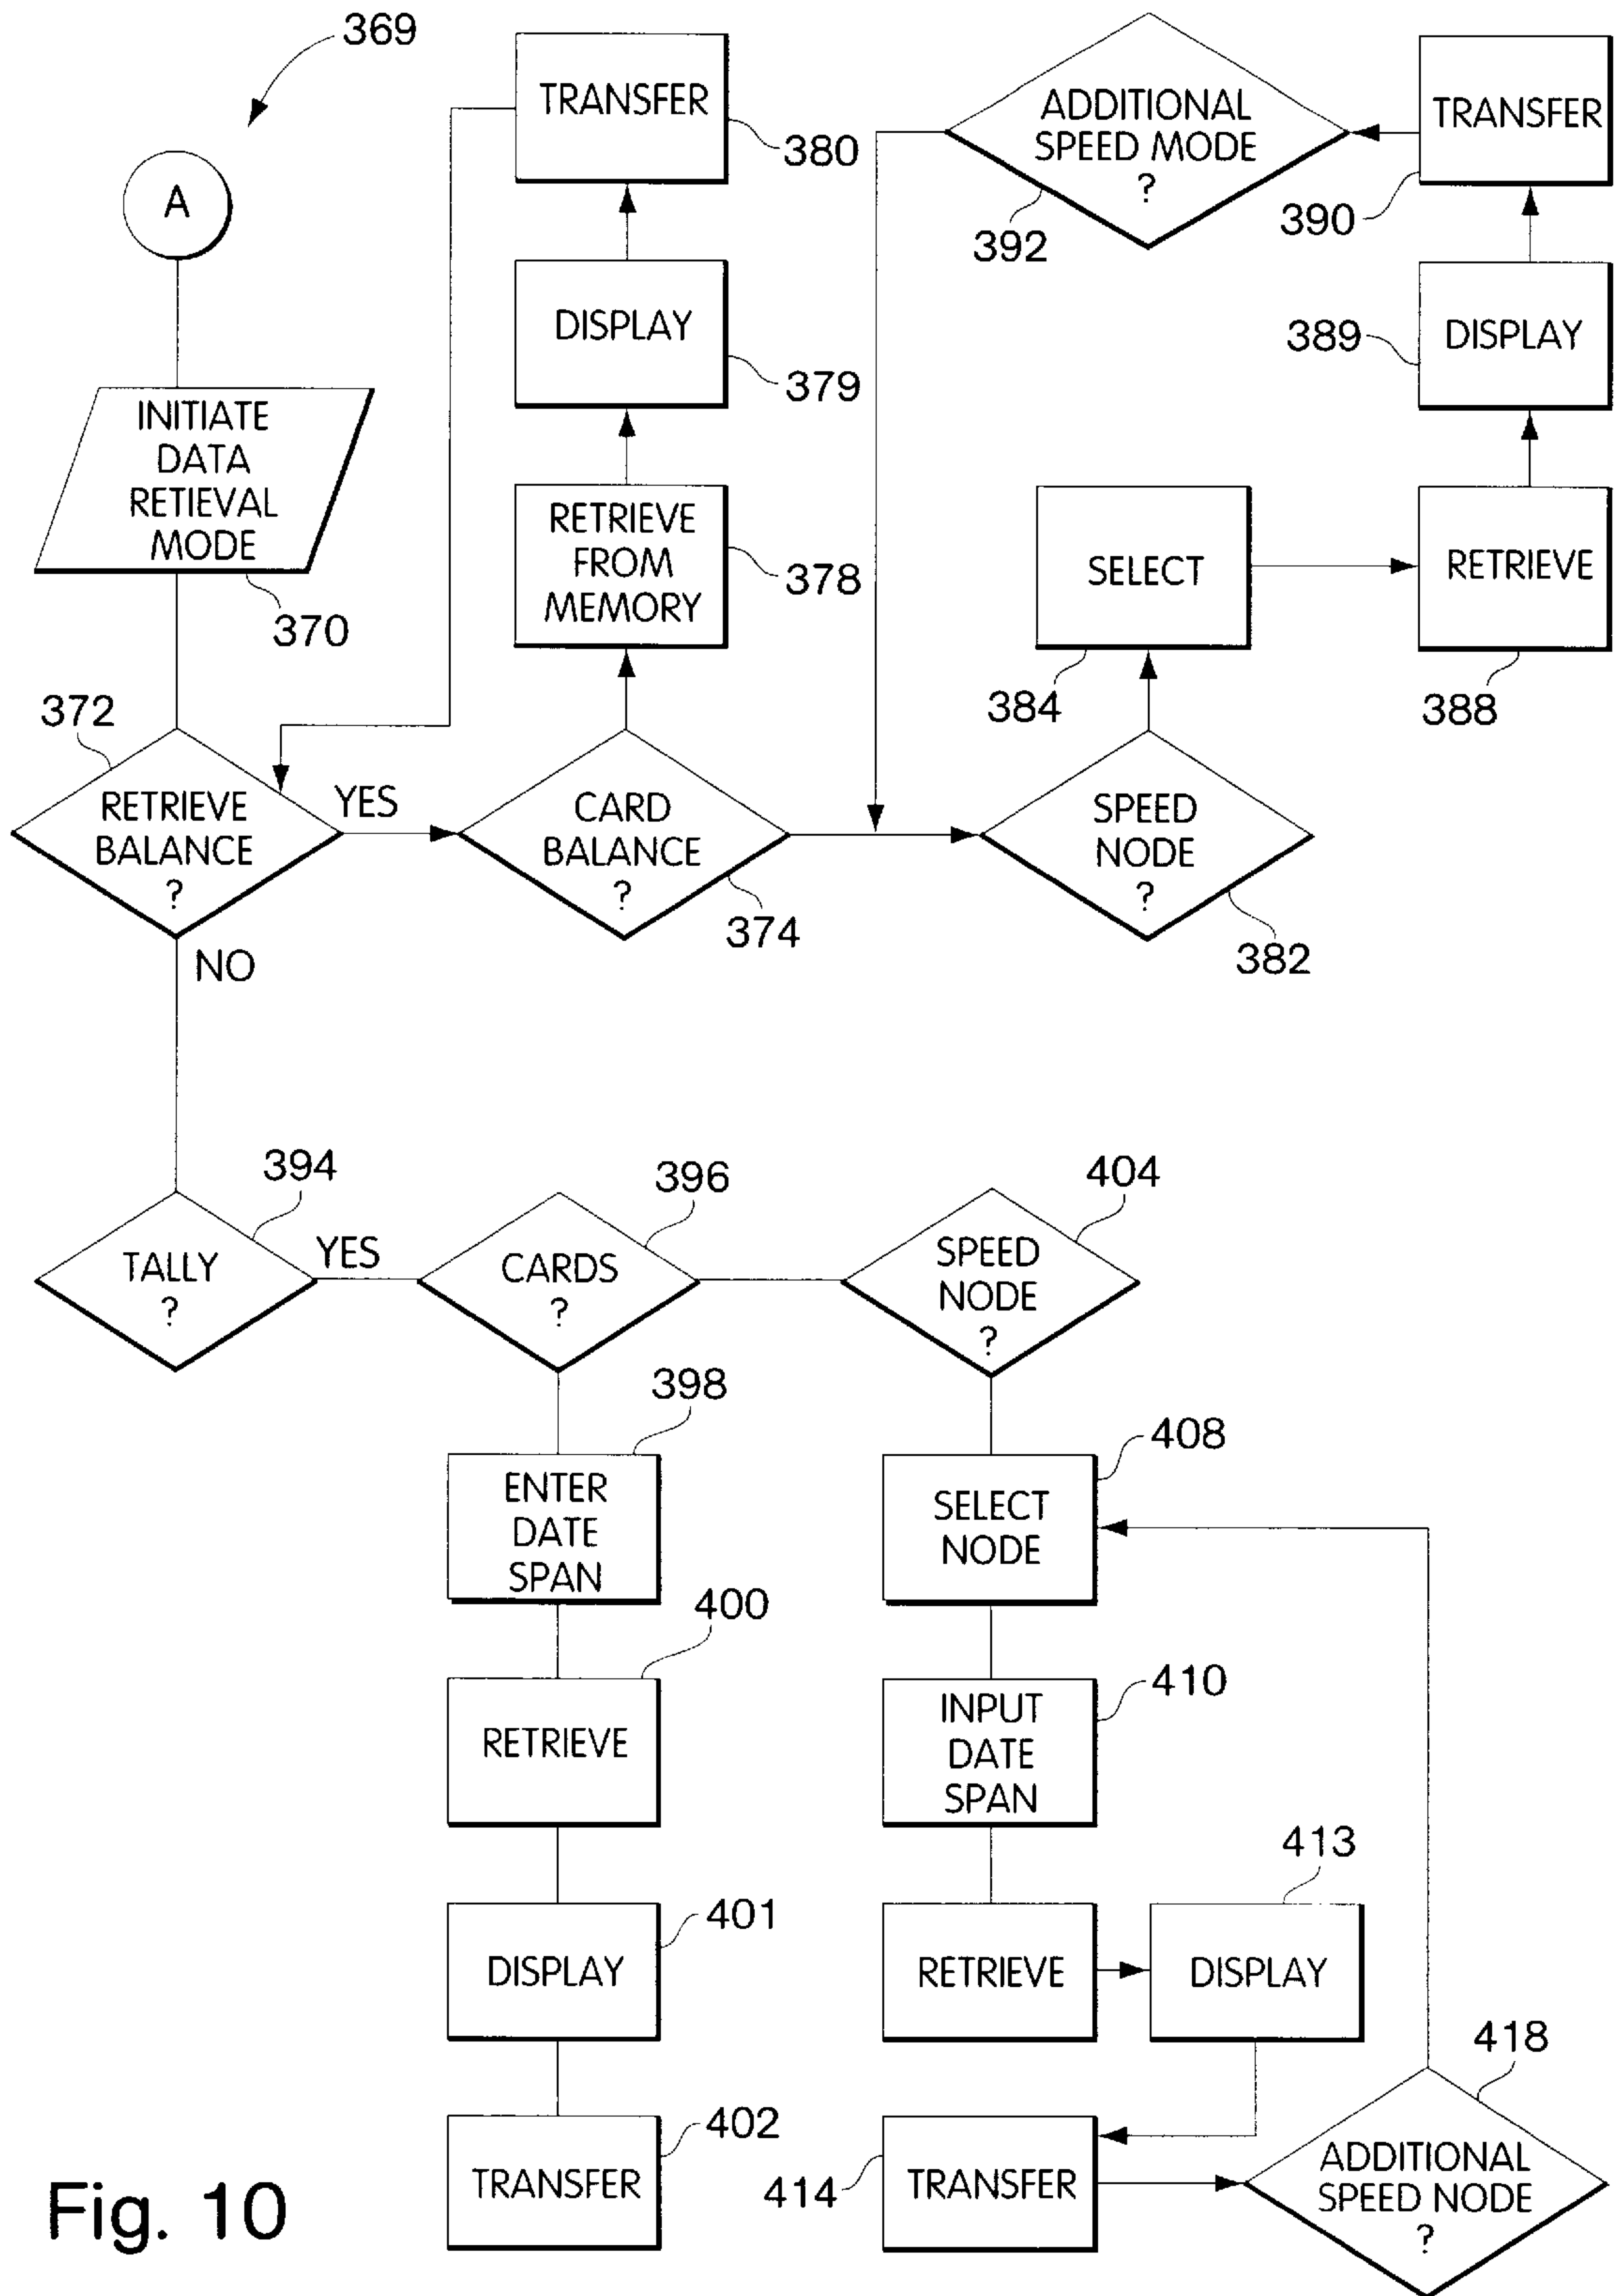 369
A
INITIATE
DATA
RETIEVAL
MODE
370
372
RETRIEVE
BALANCE
?
YES
NO
TRANSFER
380
DISPLAY
379
RETRIEVE
FROM
MEMORY
378
CARD
BALANCE
?
374
ADDITIONAL
SPEED MODE
?
392
TRANSFER
390
DISPLAY
389
RETRIEVE
388
SELECT
384
SPEED
NODE
?
382
394
TALLY
?
YES
396
CARDS
?
404
SPEED
NODE
?
398
ENTER
DATE
SPAN
400
RETRIEVE
401
DISPLAY
402
TRANSFER
408
SELECT
NODE
410
INPUT
DATE
SPAN
RETRIEVE
413
DISPLAY
414
TRANSFER
418
ADDITIONAL
SPEED NODE
?
Fig. 10